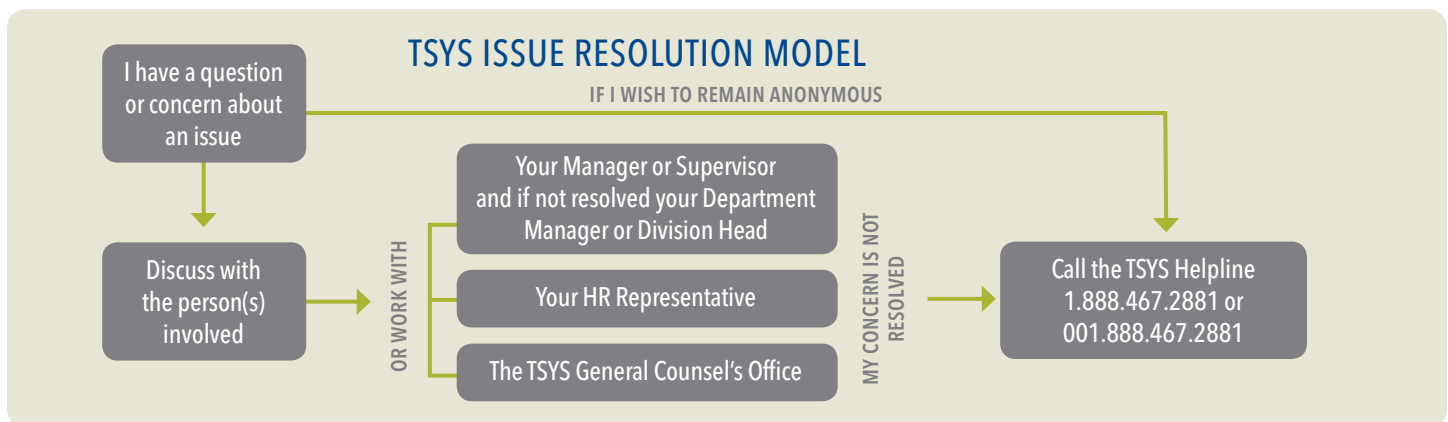 TSYS ISSUE RESOLUTION MODEL
I have a question
or concern about
an issue
IF I WISH TO REMAIN ANONYMOUS
Discuss with
the person(s)
involved
OR WORK WITH
Your Manager or Supervisor
and if not resolved your Department
Manager or Division Head
Your HR Representative
The TSYS General Counsel's Office
MY CONCERN IS NOT
RESOLVED
Call the TSYS Helpline
1.888.467.2881 or
001.888.467.2881